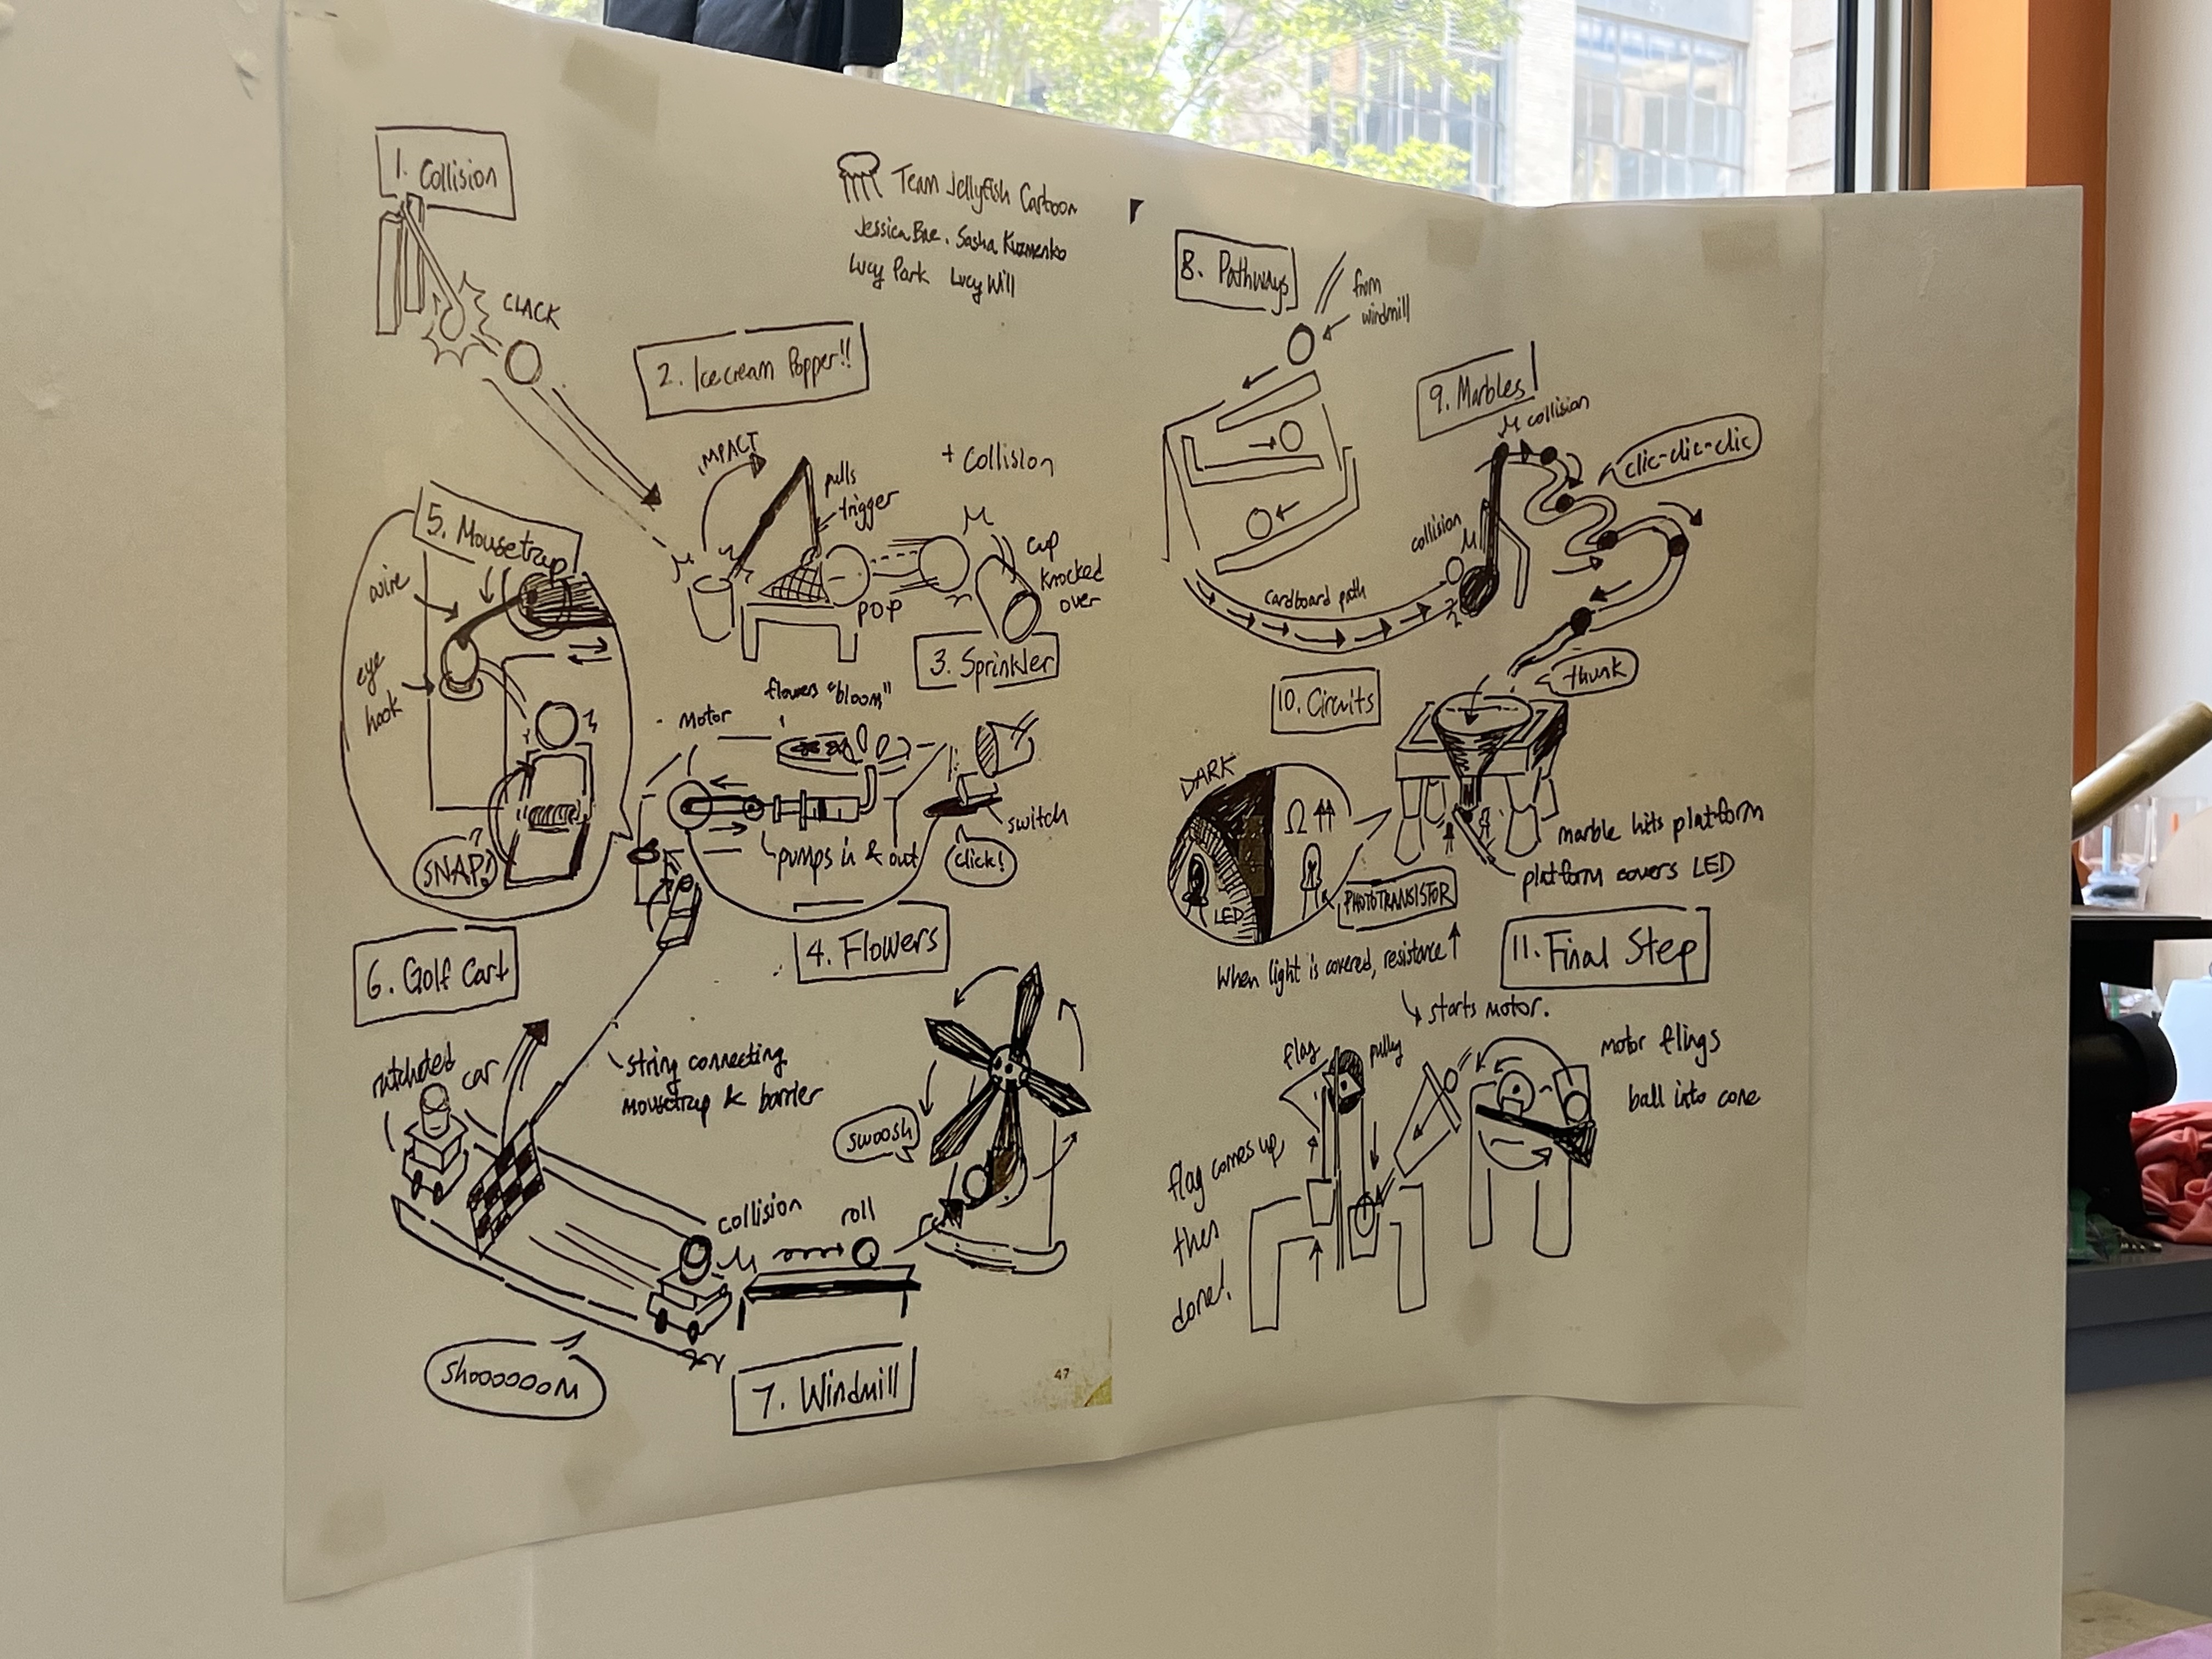 1. Collision
CLACK
Team Jellyfish Cartoon
Jessica Bae. Sasha Kuzmenko
Lucy Park Lucy Will
2. Icecream Popper!!
IMPACT
pulls
trigger
+ Collision
POP
cup
knocked
over
3. Sprinkler
switch
click!
flowers "bloom"
Motor
pumps in & out
4. Flowers
5. Mousetrap
wire
eye
hook
SNAP!
6. Golf Cart
ratcheted
car
string connecting
mousetrap & barrier
collision
roll
shoooooom
swoosh
7. Windmill
47
8. Pathways
from
windmill
cardboard path
9. Marbles
collision
collision
clic-clic-clic
thunk
10. Circuits
DARK
Ω
LED
PHOTOTRANSISTOR
marble hits platform
platform covers LED
When light is covered, resistance ↑
starts motor.
11. Final Step
flag
pulley
motor flings
ball into cone
flag comes up
then
done!